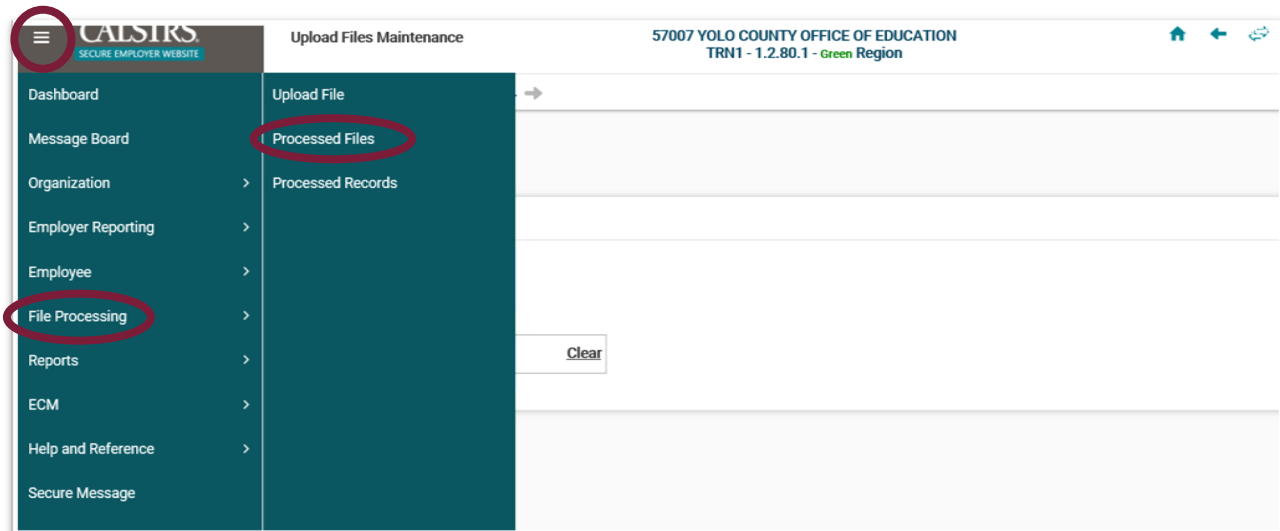 CALSTRS.
SECURE EMPLOYER WEBSITE
Upload Files Maintenance
57007 YOLO COUNTY OFFICE OF EDUCATION
TRN1 - 1.2.80.1 - Green Region
Dashboard
Message Board
Organization
Employer Reporting
Employee
File Processing
Reports
ECM
Help and Reference
Secure Message
Upload File
Processed Files
Processed Records
Clear